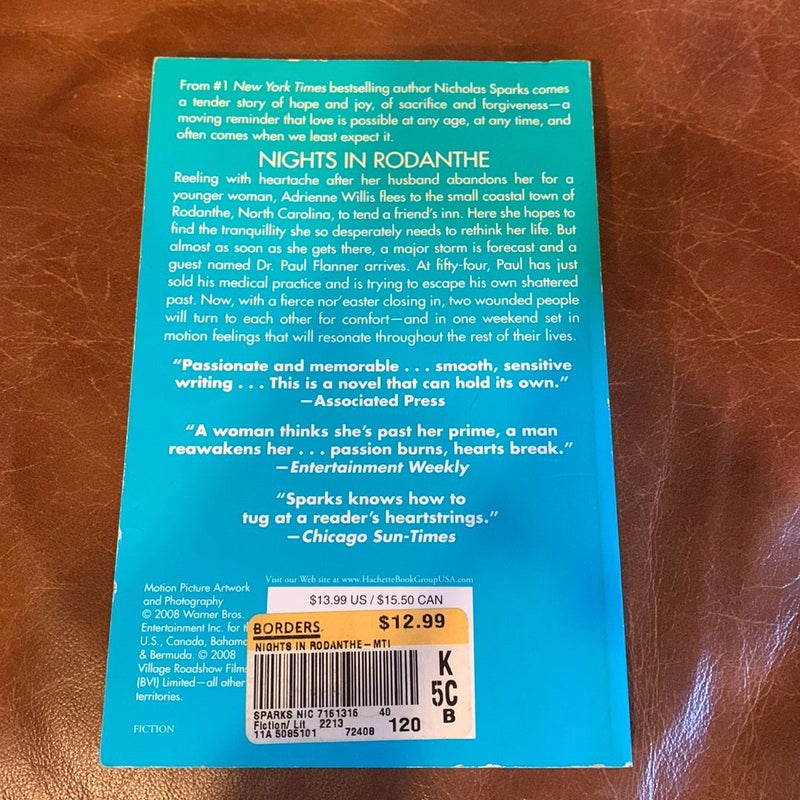 From #1 New York Times bestselling author Nicholas Sparks comes
a tender story of hope and joy, of sacrifice and forgiveness—a
moving reminder that love is possible at any age, at any time, and
often comes when we least expect it.
NIGHTS IN RODANTHE
Reeling with heartache after her husband abandons her for a
younger woman, Adrienne Willis flees to the small coastal town of
Rodanthe, North Carolina, to tend a friend's inn. Here she hopes to
find the tranquillity she so desperately needs to rethink her life. But
almost as soon as she gets there, a major storm is forecast and a
guest named Dr. Paul Flanner arrives. At fifty-four, Paul has just
sold his medical practice and is trying to escape his own shattered
past. Now, with a fierce nor'easter closing in, two wounded people
will turn to each other for comfort—and in one weekend set in
motion feelings that will resonate throughout the rest of their lives.
"Passionate and memorable . . . smooth, sensitive
writing . . . This is a novel that can hold its own."
—Associated Press
"A woman thinks she's past her prime, a man
reawakens her . . . passion burns, hearts break."
—Entertainment Weekly
"Sparks knows how to
tug at a reader's heartstrings."
—Chicago Sun-Times
Visit our Web site at www.HachetteBookGroupUSA.com
Motion Picture Artwork
and Photography
© 2008 Warner Bros.
Entertainment Inc. for
U.S., Canada,
& Bermuda. © 2008
Village Roadshow Films
(BVI) Limited—all other
territories.
FICTION
$13.99 US / $15.50 CAN
BORDERS. $12.99
NIGHTS IN RODANTHE—MTI
K
5C
B
SPARKS NIC 7161316 40
Fiction/ Lit 2213
11A 5085101 72408 120